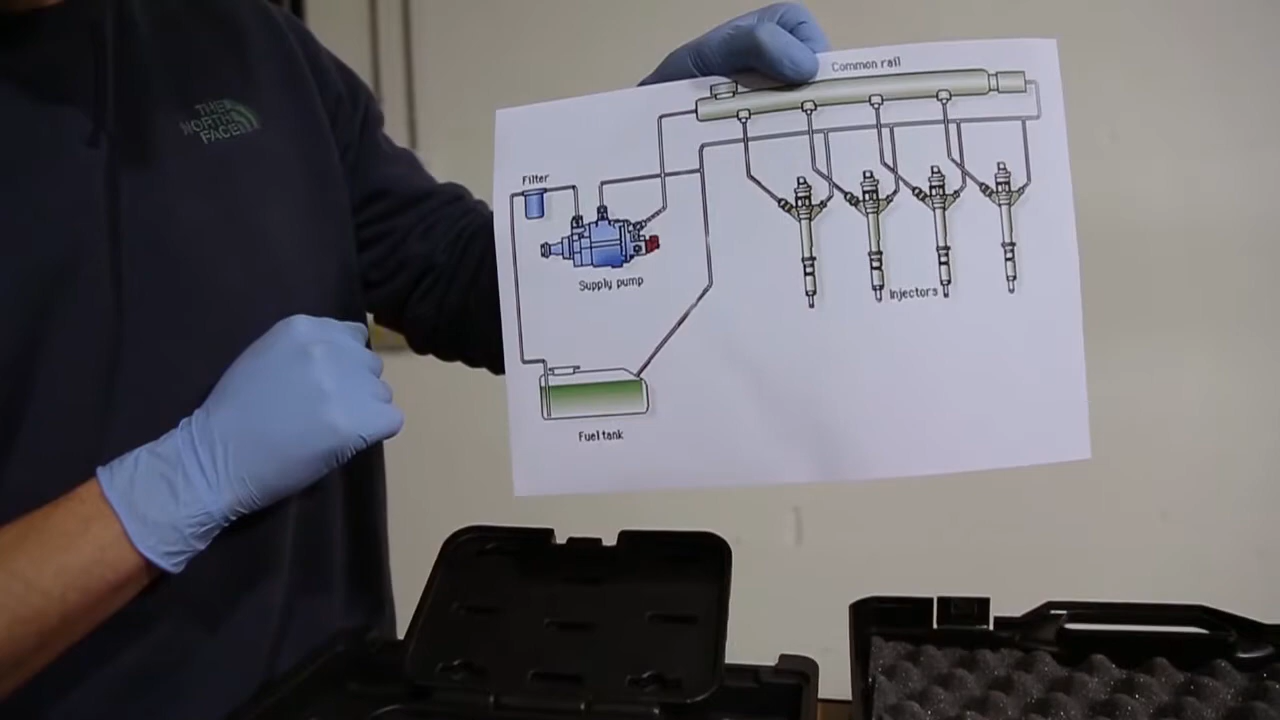 THE
NORTH
FACE
Common rail
Filter
Supply pump
Injectors
Fuel tank